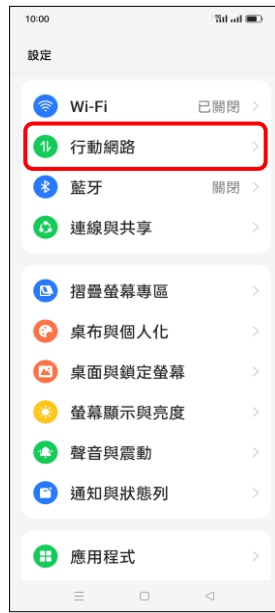 10:00
設定
Wi-Fi 已關閉
行動網路
藍牙 關閉
連線與共享
摺疊螢幕專區
桌布與個人化
桌面與鎖定螢幕
螢幕顯示與亮度
聲音與震動
通知與狀態列
應用程式